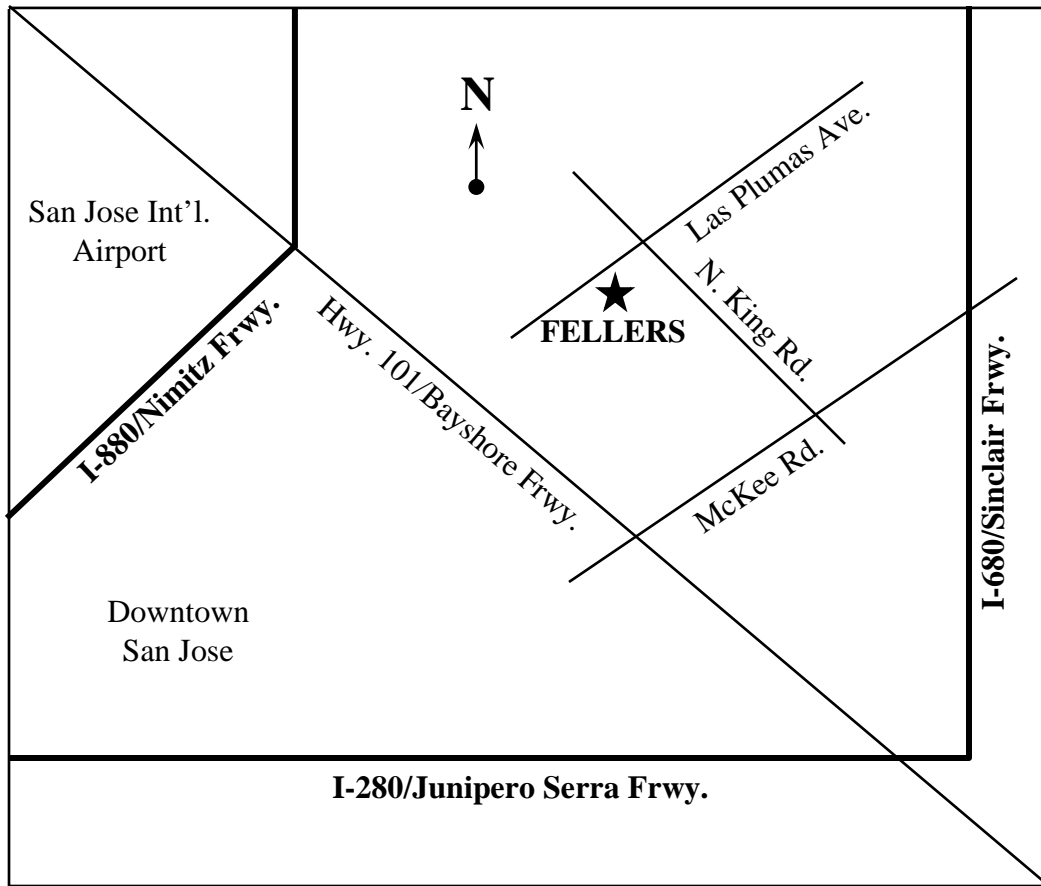 N
San Jose Int’l.
Airport
Las Plumas Ave.
N. King Rd.
FELLERS
I-880/Nimitz Frwy.
Hwy. 101/Bayshore Frwy.
McKee Rd.
I-680/Sinclair Frwy.
Downtown
San Jose
I-280/Junipero Serra Frwy.